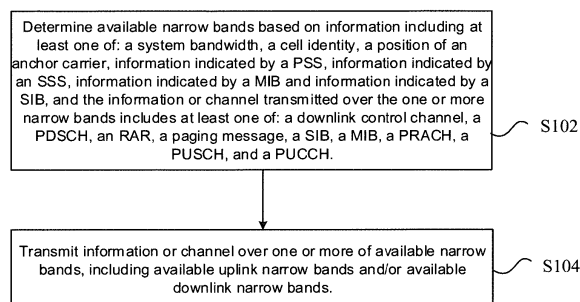 Determine available narrow bands based on information including at
least one of: a system bandwidth, a cell identity, a position of an
anchor carrier, information indicated by a PSS, information indicated by
an SSS, information indicated by a MIB and information indicated by a
SIB, and the information or channel transmitted over the one or more
narrow bands includes at least one of: a downlink control channel, a
PDSCH, an RAR, a paging message, a SIB, a MIB, a PRACH, a
PUSCH, and a PUCCH.
S102
Transmit information or channel over one or more of available narrow
bands, including available uplink narrow bands and/or available
downlink narrow bands.
S104